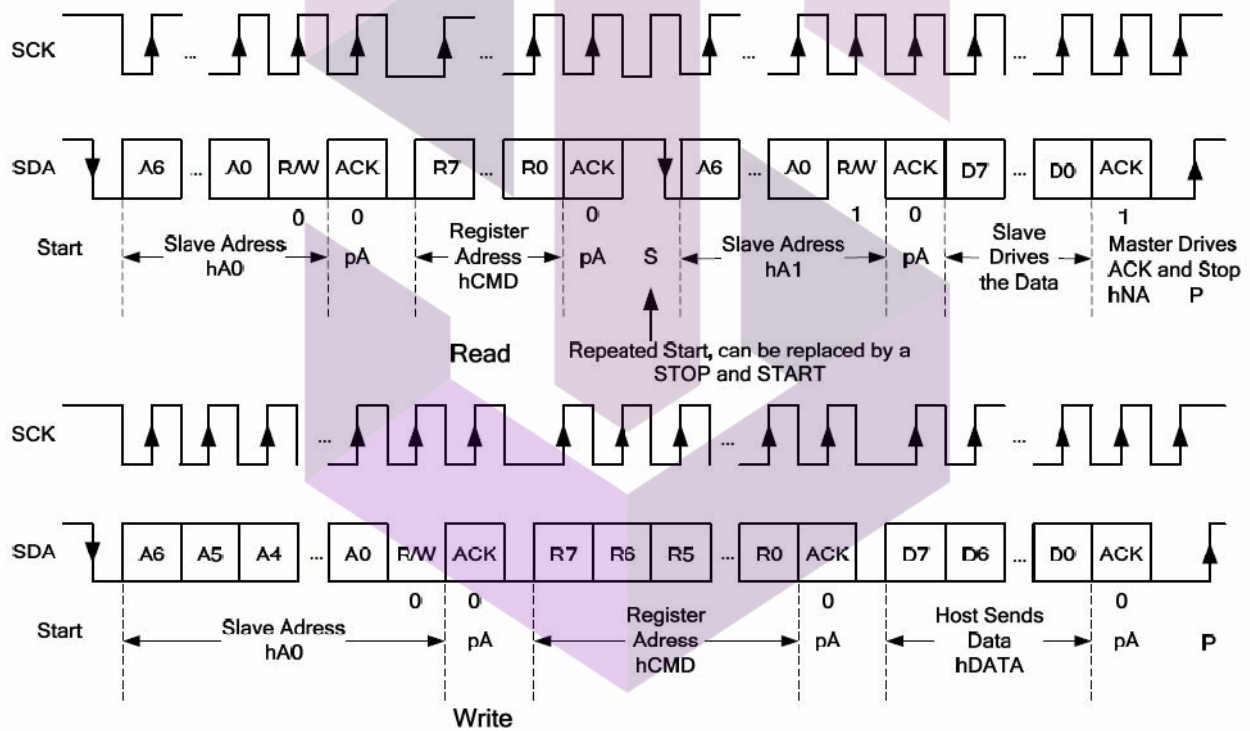 SCK ... ... ... ...
SDA A6 ... A0 R/W ACK R7 ... R0 ACK A6 ... A0 R/W ACK D7 ... D0 ACK
0 0 0 1 0 1
Start
Slave Adress
hA0
pA
Register
Adress
hCMD
pA
S
Slave Adress
hA1
pA
Slave
Drives
the Data
Master Drives
ACK and Stop
hNA P
Read
Repeated Start, can be replaced by a
STOP and START
SCK ... ... ...
SDA A6 A5 A4 ... A0 R/W ACK R7 R6 R5 ... R0 ACK D7 D6 ... D0 ACK
0 0 0 0
Start
Slave Adress
hA0
pA
Register
Adress
hCMD
pA
Host Sends
Data
hDATA
pA
P
Write